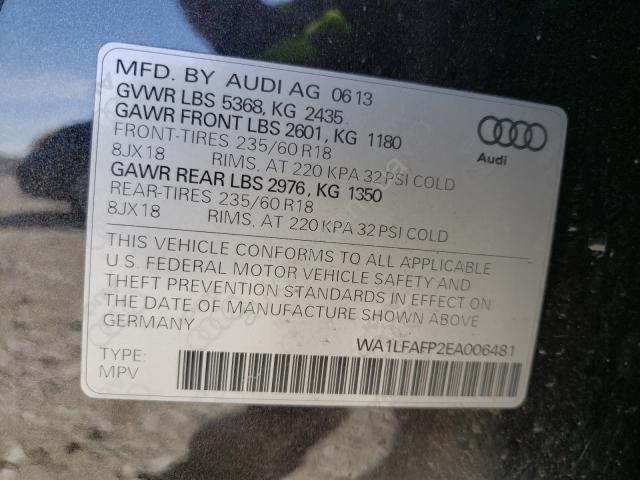 MFD. BY AUDI AG 0613
GVWR LBS 5368, KG 2435
GAWR FRONT LBS 2601, KG 1180
FRONT-TIRES 235/60 R18
8JX18 RIMS, AT 220 KPA 32 PSI COLD
GAWR REAR LBS 2976, KG 1350
REAR-TIRES 235/60 R18
8JX18 RIMS, AT 220 KPA 32 PSI COLD
Audi
THIS VEHICLE CONFORMS TO ALL APPLICABLE
U.S. FEDERAL MOTOR VEHICLE SAFETY AND
THEFT PREVENTION STANDARDS IN EFFECT ON
THE DATE OF MANUFACTURE SHOWN ABOVE
GERMANY
WA1LFAFP2EA006481
TYPE:
MPV